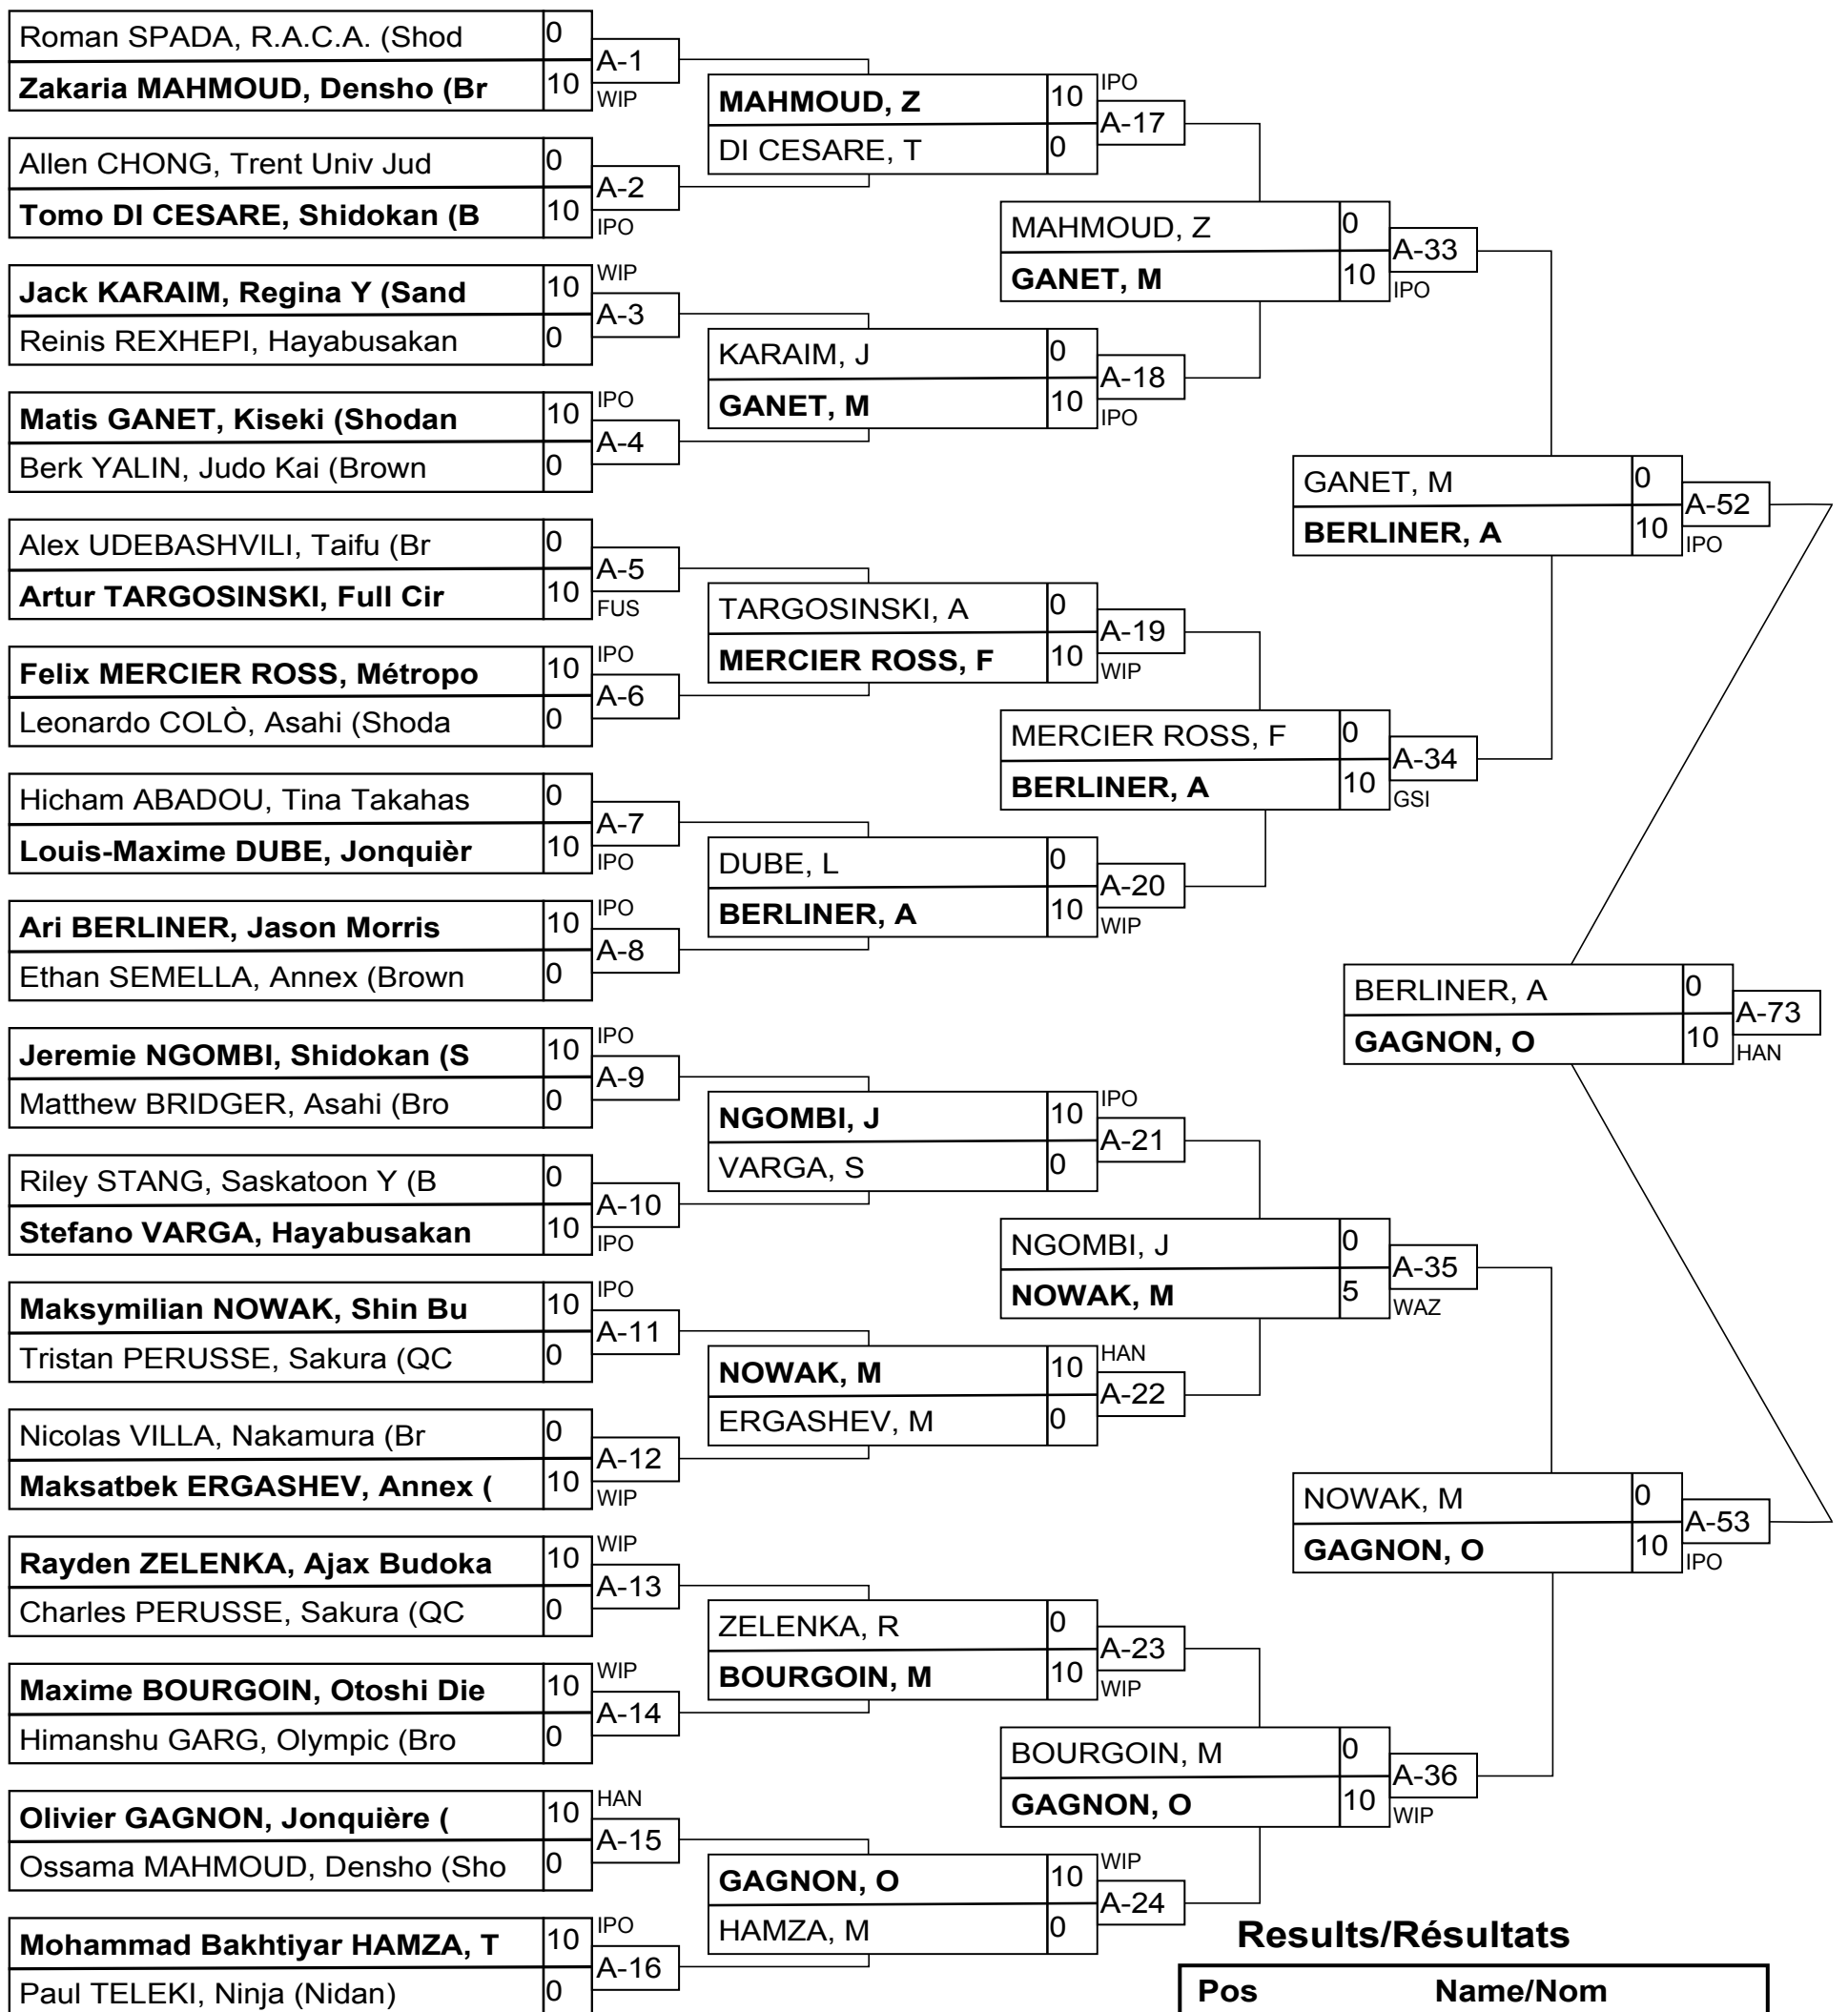 Roman SPADA, R.A.C.A. (Shod 0
A-1
Zakaria MAHMOUD, Densho (Br 10
WIP
Allen CHONG, Trent Univ Jud 0
A-2
Tomo DI CESARE, Shidokan (B 10
IPO
Jack KARAIM, Regina Y (Sand 10
WIP
A-3
Reinis REXHEPI, Hayabusakan 0
Matis GANET, Kiseki (Shodan 10
IPO
A-4
Berk YALIN, Judo Kai (Brown 0
Alex UDEBASHVILI, Taifu (Br 0
A-5
Artur TARGOSINSKI, Full Cir 10
FUS
Felix MERCIER ROSS, Métropo 10
IPO
A-6
Leonardo COLÒ, Asahi (Shoda 0
Hicham ABADOU, Tina Takahas 0
A-7
Louis-Maxime DUBE, Jonquièr 10
IPO
Ari BERLINER, Jason Morris 10
IPO
A-8
Ethan SEMELLA, Annex (Brown 0
Jeremie NGOMBI, Shidokan (S 10
IPO
A-9
Matthew BRIDGER, Asahi (Bro 0
Riley STANG, Saskatoon Y (B 0
A-10
Stefano VARGA, Hayabusakan 10
IPO
Maksymilian NOWAK, Shin Bu 10
IPO
A-11
Tristan PERUSSE, Sakura (QC 0
Nicolas VILLA, Nakamura (Br 0
A-12
Maksatbek ERGASHEV, Annex ( 10
WIP
Rayden ZELENKA, Ajax Budoka 10
WIP
A-13
Charles PERUSSE, Sakura (QC 0
Maxime BOURGOIN, Otoshi Die 10
WIP
A-14
Himanshu GARG, Olympic (Bro 0
Olivier GAGNON, Jonquière ( 10
HAN
A-15
Ossama MAHMOUD, Densho (Sho 0
Mohammad Bakhtiyar HAMZA, T 10
IPO
A-16
Paul TELEKI, Ninja (Nidan) 0
MAHMOUD, Z 10
IPO
A-17
DI CESARE, T 0
KARAIM, J 0
A-18
GANET, M 10
IPO
TARGOSINSKI, A 0
A-19
MERCIER ROSS, F 10
WIP
DUBE, L 0
A-20
BERLINER, A 10
WIP
NGOMBI, J 10
IPO
A-21
VARGA, S 0
NOWAK, M 10
HAN
A-22
ERGASHEV, M 0
ZELENKA, R 0
A-23
BOURGOIN, M 10
WIP
GAGNON, O 10
WIP
A-24
HAMZA, M 0
MAHMOUD, Z 0
A-33
GANET, M 10
IPO
MERCIER ROSS, F 0
A-34
BERLINER, A 10
GSI
NGOMBI, J 0
A-35
NOWAK, M 5
WAZ
BOURGOIN, M 0
A-36
GAGNON, O 10
WIP
GANET, M 0
A-52
BERLINER, A 10
IPO
NOWAK, M 0
A-53
GAGNON, O 10
IPO
BERLINER, A 0
A-73
GAGNON, O 10
HAN
Results/Résultats
Pos Name/Nom